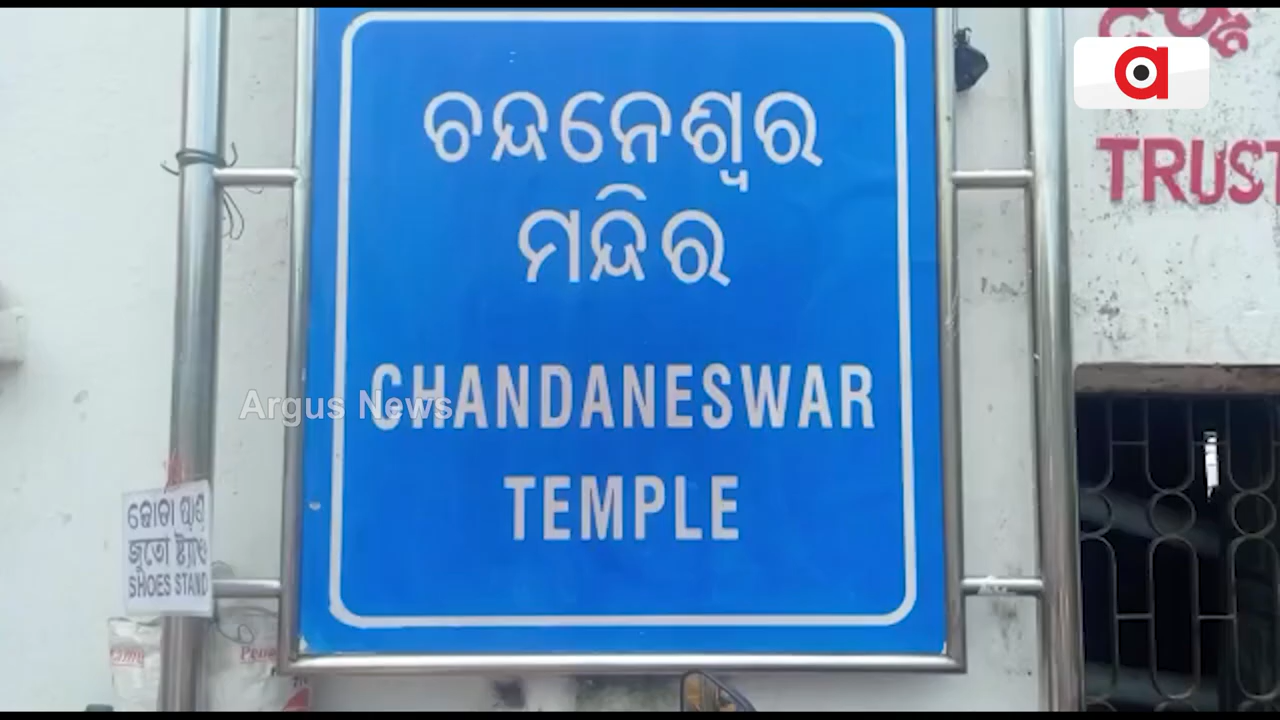 ଚନ୍ଦନେଶ୍ୱର
ମନ୍ଦିର
CHANDANESWAR
TEMPLE
Argus News
TRUST
ଜୋତା ଷ୍ଟାଣ୍ଡ
SHOES STAND